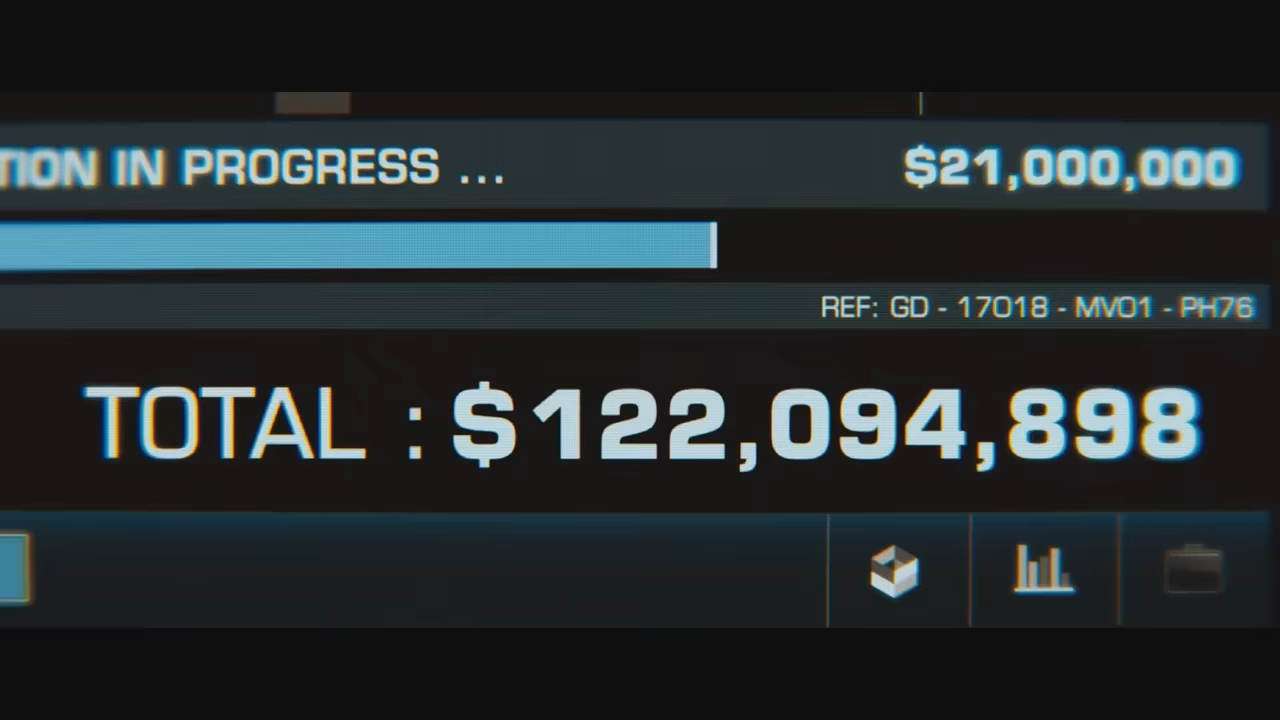 TION IN PROGRESS ... $21,000,000
REF: GD - 17018 - MV01 - PH76
TOTAL : $122,094,898